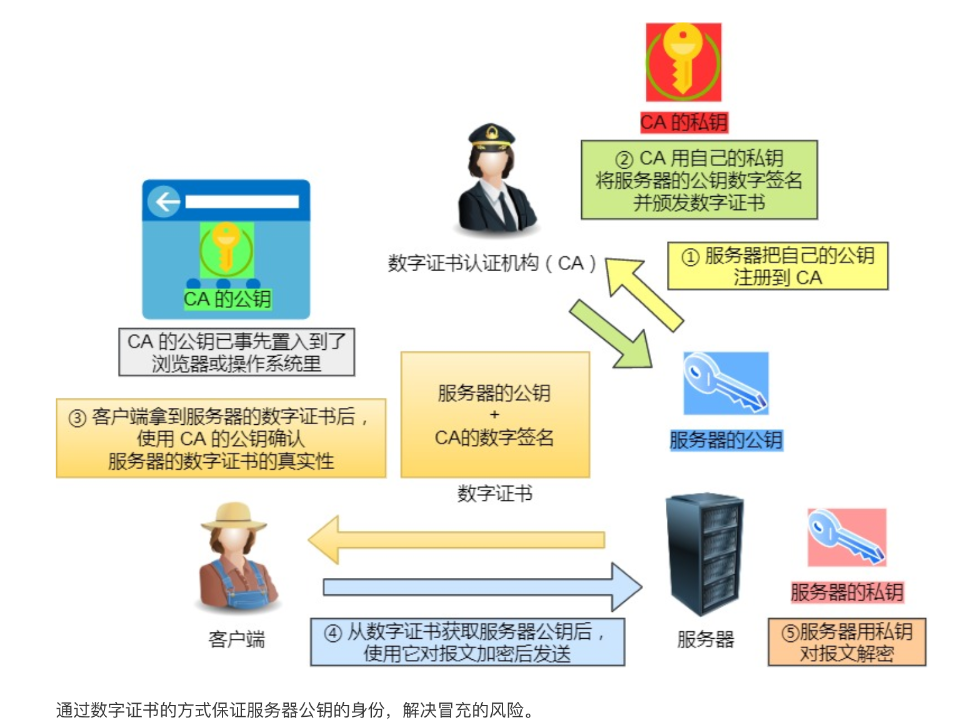 CA 的私钥
② CA 用自己的私钥
将服务器的公钥数字签名
并颁发数字证书
数字证书认证机构（CA）
① 服务器把自己的公钥
注册到 CA
CA 的公钥
CA 的公钥已事先置入到了
浏览器或操作系统里
③ 客户端拿到服务器的数字证书后，
使用 CA 的公钥确认
服务器的数字证书的真实性
服务器的公钥
+
CA的数字签名
数字证书
服务器的公钥
服务器的私钥
客户端
④ 从数字证书获取服务器公钥后，
使用它对报文加密后发送
服务器
⑤服务器用私钥
对报文解密
通过数字证书的方式保证服务器公钥的身份，解决冒充的风险。